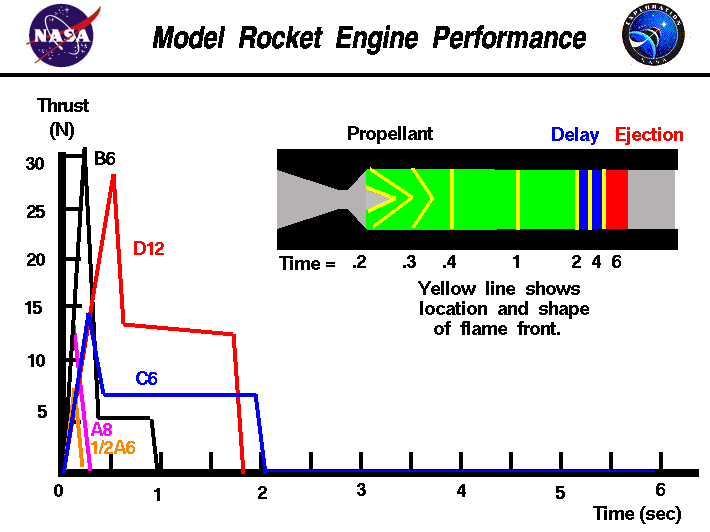 NASA
Model Rocket Engine Performance
EXPLORATION
NASA
Thrust
(N)
Propellant
Delay
Ejection
30
B6
25
D12
20
Time = .2 .3 .4 1 2 4 6
Yellow line shows
location and shape
of flame front.
15
10
C6
5
A8
1/2A6
0 1 2 3 4 5 6
Time (sec)